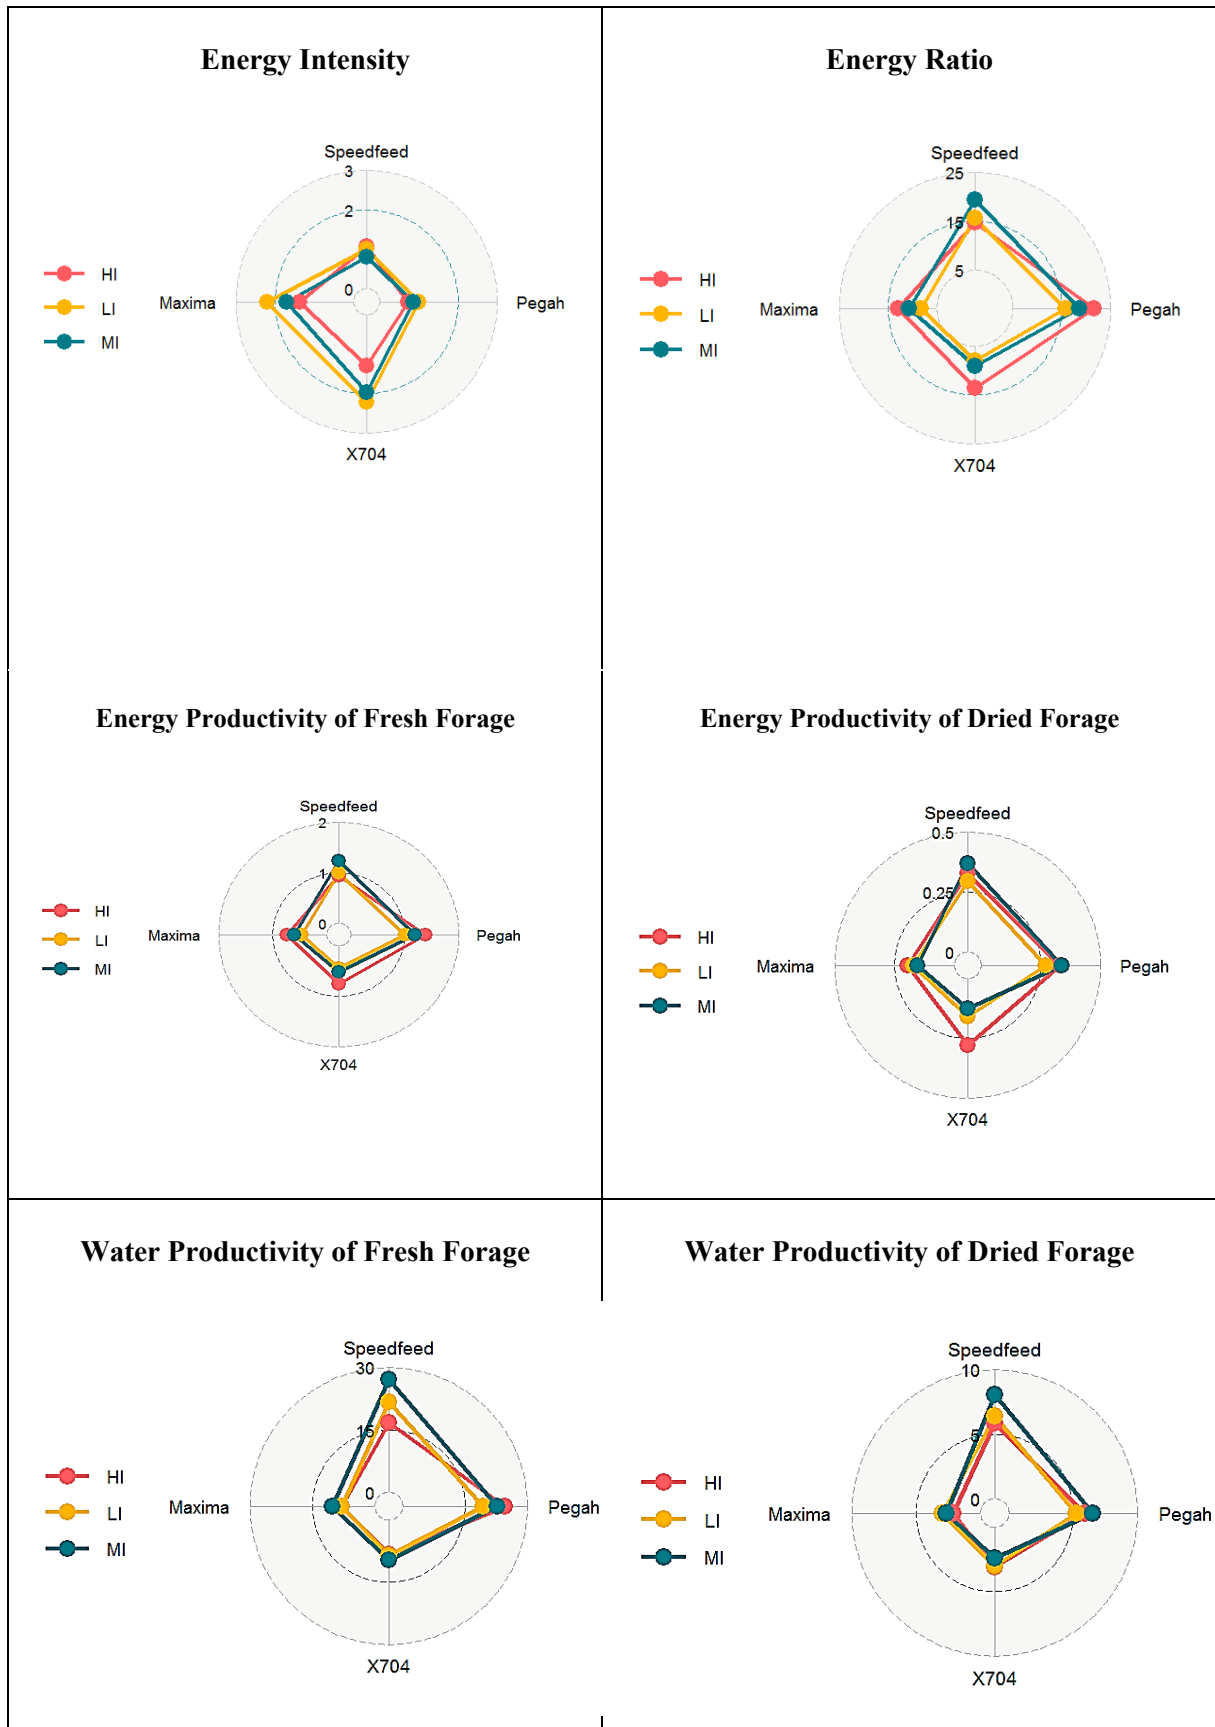 Energy Intensity
Speedfeed
3
2
0
HI
LI
MI
Maxima
Pegah
X704
Energy Ratio
Speedfeed
25
15
5
HI
LI
MI
Maxima
Pegah
X704
Energy Productivity of Fresh Forage
Speedfeed
2
1
0
HI
LI
MI
Maxima
Pegah
X704
Energy Productivity of Dried Forage
Speedfeed
0.5
0.25
0
HI
LI
MI
Maxima
Pegah
X704
Water Productivity of Fresh Forage
Speedfeed
30
15
0
HI
LI
MI
Maxima
Pegah
X704
Water Productivity of Dried Forage
Speedfeed
10
5
0
HI
LI
MI
Maxima
Pegah
X704